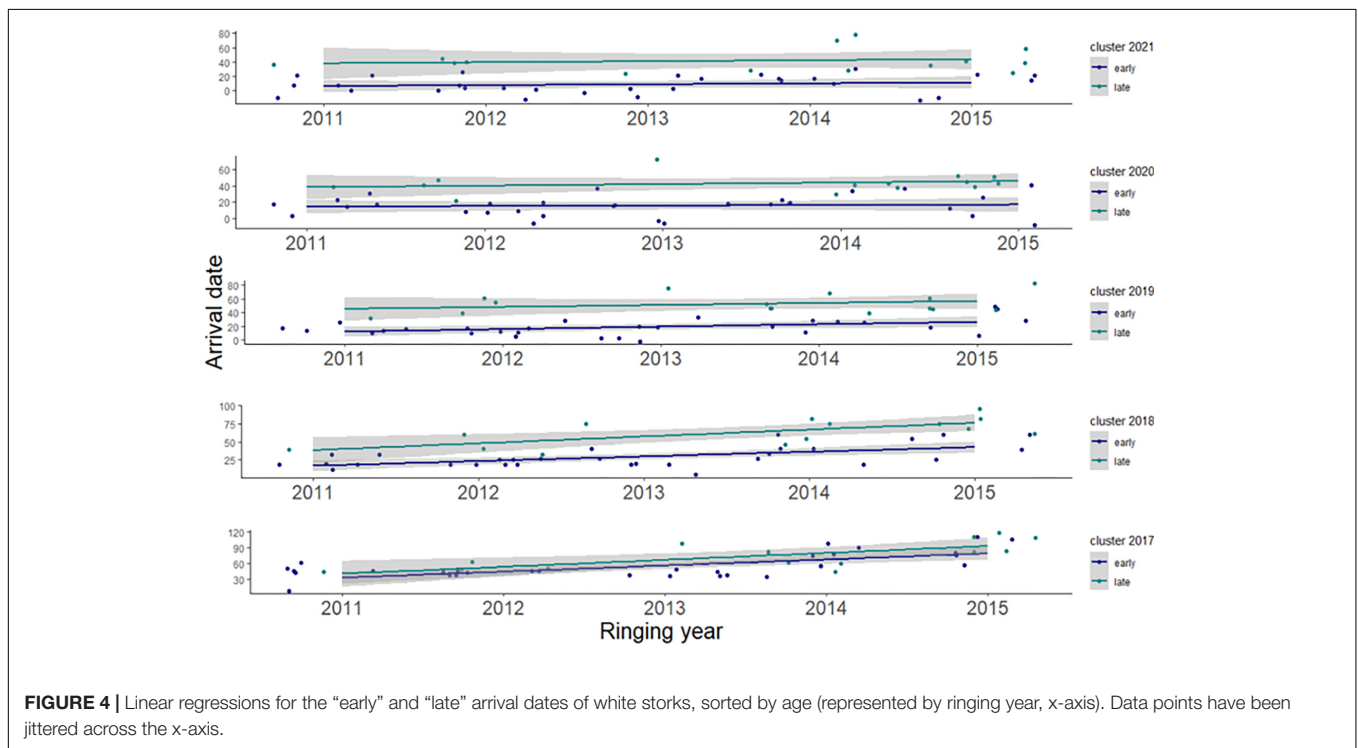 80
60
40
20
0
2011 2012 2013 2014 2015
cluster 2021
early
late
60
40
20
0
2011 2012 2013 2014 2015
cluster 2020
early
late
80
60
40
20
0
2011 2012 2013 2014 2015
cluster 2019
early
late
Arrival date
100
75
50
25
2011 2012 2013 2014 2015
cluster 2018
early
late
120
90
60
30
2011 2012 2013 2014 2015
cluster 2017
early
late
Ringing year
FIGURE 4 | Linear regressions for the “early” and “late” arrival dates of white storks, sorted by age (represented by ringing year, x-axis). Data points have been
jittered across the x-axis.